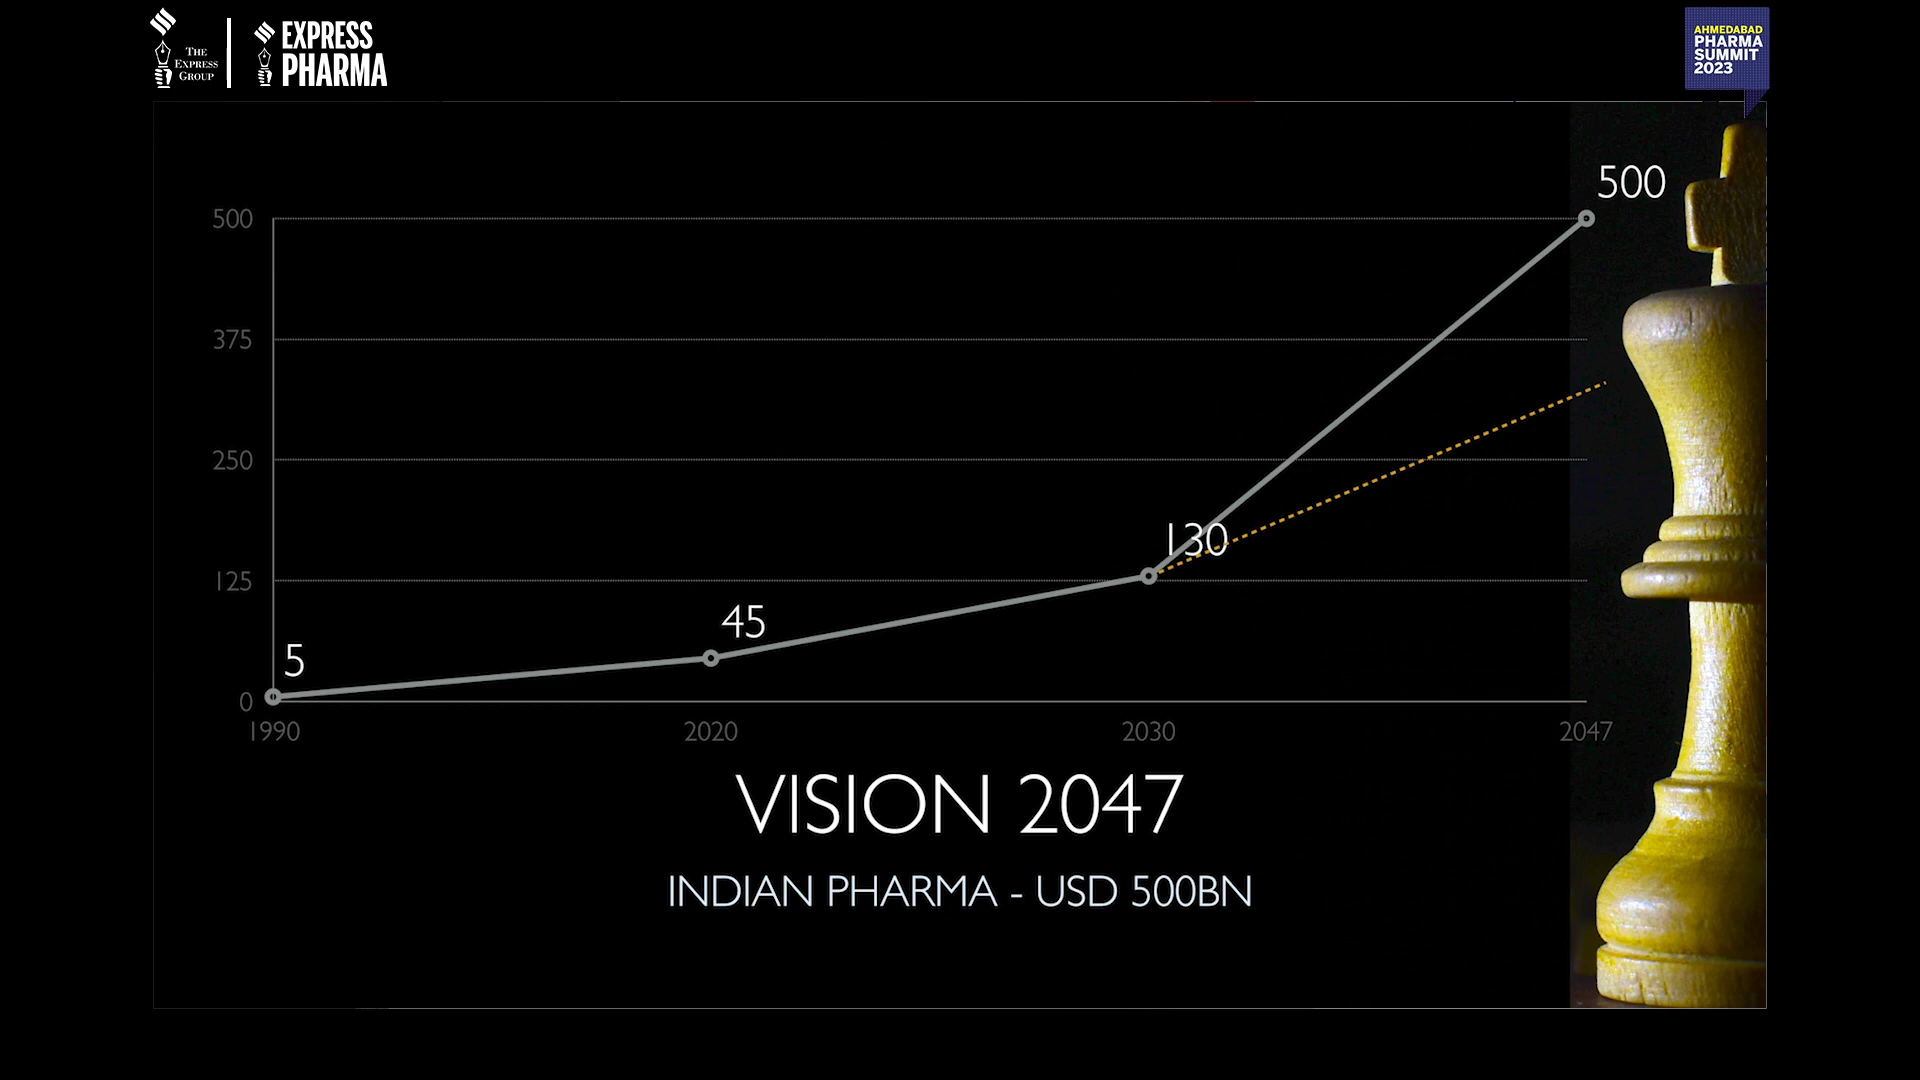 THE
EXPRESS
GROUP
EXPRESS
PHARMA
AHMEDABAD
PHARMA
SUMMIT
2023
500
500
375
250
130
125
45
5
0
1990 2020 2030 2047
VISION 2047
INDIAN PHARMA - USD 500BN